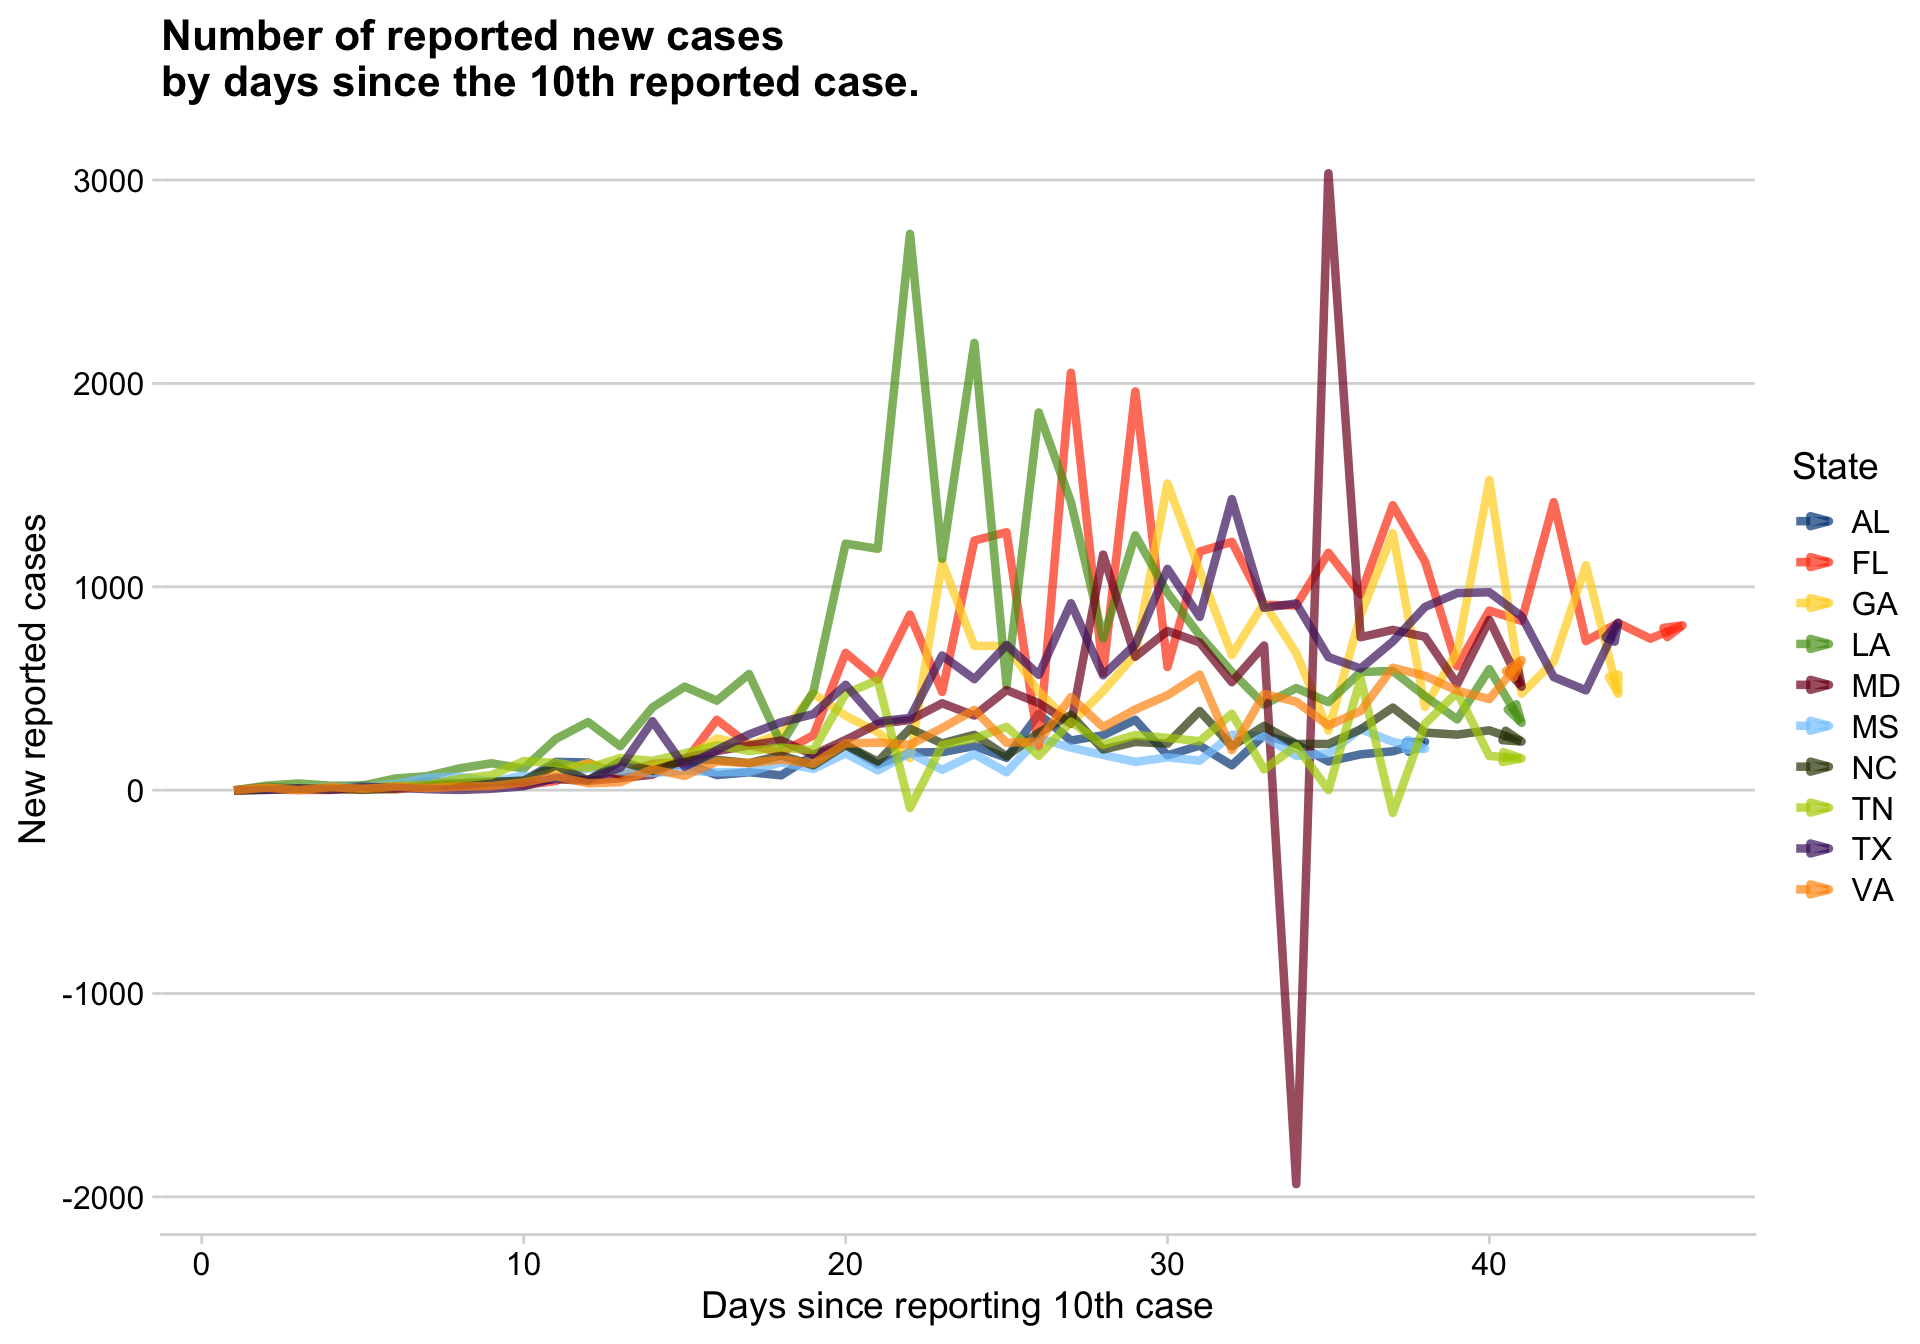 Number of reported new cases
by days since the 10th reported case.
3000
2000
1000
0
-1000
-2000
New reported cases
0 10 20 30 40
Days since reporting 10th case
State
AL
FL
GA
LA
MD
MS
NC
TN
TX
VA